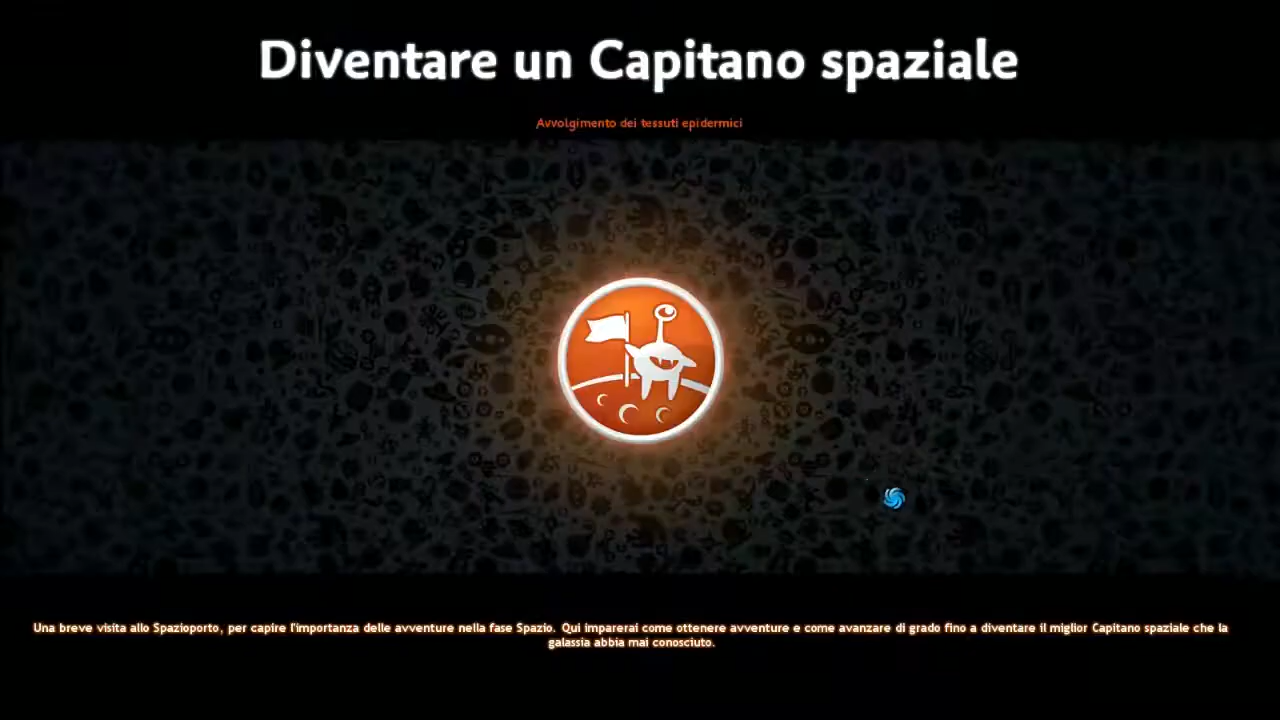 Diventare un Capitano spaziale
Avvolgimento dei tessuti epidermici
Una breve visita allo Spazioporto, per capire l'importanza delle avventure nella fase Spazio. Qui imparerai come ottenere avventure e come avanzare di grado fino a diventare il miglior Capitano spaziale che la
galassia abbia mai conosciuto.